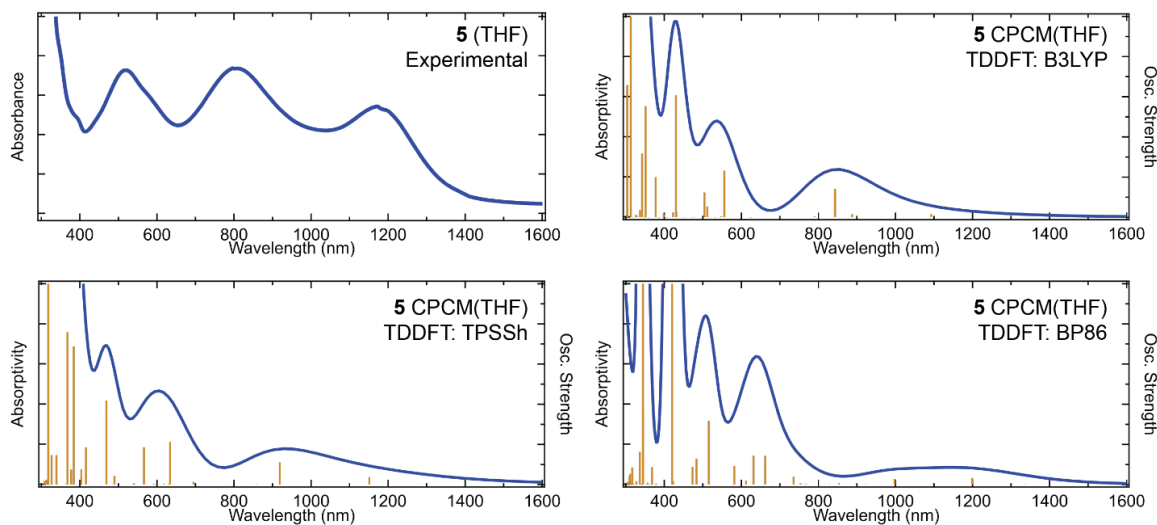 5 (THF)
Experimental
Absorbance
400 600 800 1000 1200 1400 1600
Wavelength (nm)
5 CPCM(THF)
TDDFT: B3LYP
Absorptivity
Osc. Strength
400 600 800 1000 1200 1400 1600
Wavelength (nm)
5 CPCM(THF)
TDDFT: TPSSh
Absorptivity
Osc. Strength
400 600 800 1000 1200 1400 1600
Wavelength (nm)
5 CPCM(THF)
TDDFT: BP86
Absorptivity
Osc. Strength
400 600 800 1000 1200 1400 1600
Wavelength (nm)